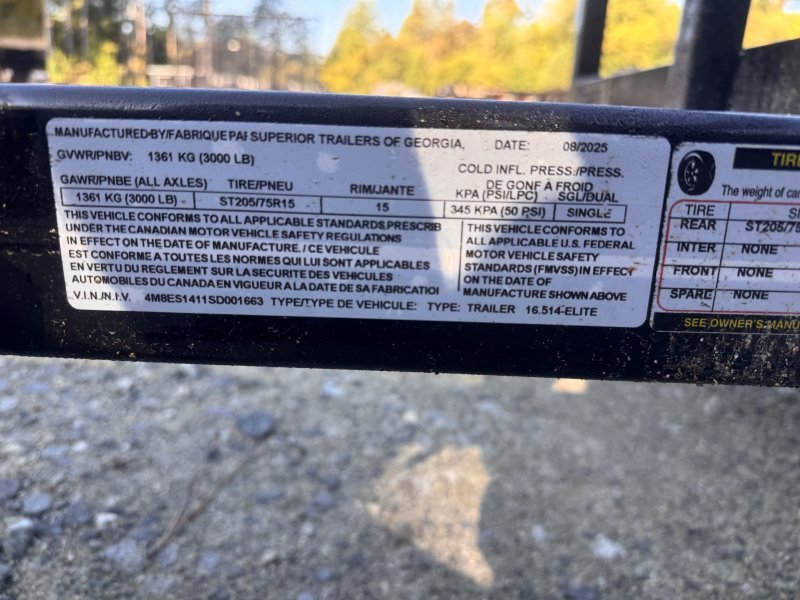 MANUFACTURED BY/FABRIQUE PAR SUPERIOR TRAILERS OF GEORGIA, DATE: 08/2025
GVWR/PNBV: 1361 KG (3000 LB)
COLD INFL. PRESS./PRESS.
DE GONF À FROID
GAWR/PNBE (ALL AXLES) TIRE/PNEU RIM/JANTE KPA (PSI/LPC) SGL/DUAL
1361 KG (3000 LB) - ST205/75R15 15 345 KPA (50 PSI) SINGLE
THIS VEHICLE CONFORMS TO ALL APPLICABLE STANDARDS PRESCRIB
UNDER THE CANADIAN MOTOR VEHICLE SAFETY REGULATIONS
IN EFFECT ON THE DATE OF MANUFACTURE. / CE VEHICULE
EST CONFORME A TOUTES LES NORMES QUI LUI SONT APPLICABLES
EN VERTU DU REGLEMENT SUR LA SECURITE DES VEHICLES
AUTOMOBILES DU CANADA EN VIGUEUR A LA DATE DE SA FABRICATION
THIS VEHICLE CONFORMS TO
ALL APPLICABLE U.S. FEDERAL
MOTOR VEHICLE SAFETY
STANDARDS (FMVSS) IN EFFECT
ON THE DATE OF
MANUFACTURE SHOWN ABOVE
V.I.N./N.I.V. 4M8ES1411SD001663 TYPE/TYPE DE VEHICULE: TYPE: TRAILER 16.514-ELITE
TIRE
The weight of car
TIRE SI
REAR ST205/75
INTER NONE
FRONT NONE
SPARE NONE
SEE OWNER'S MANUA